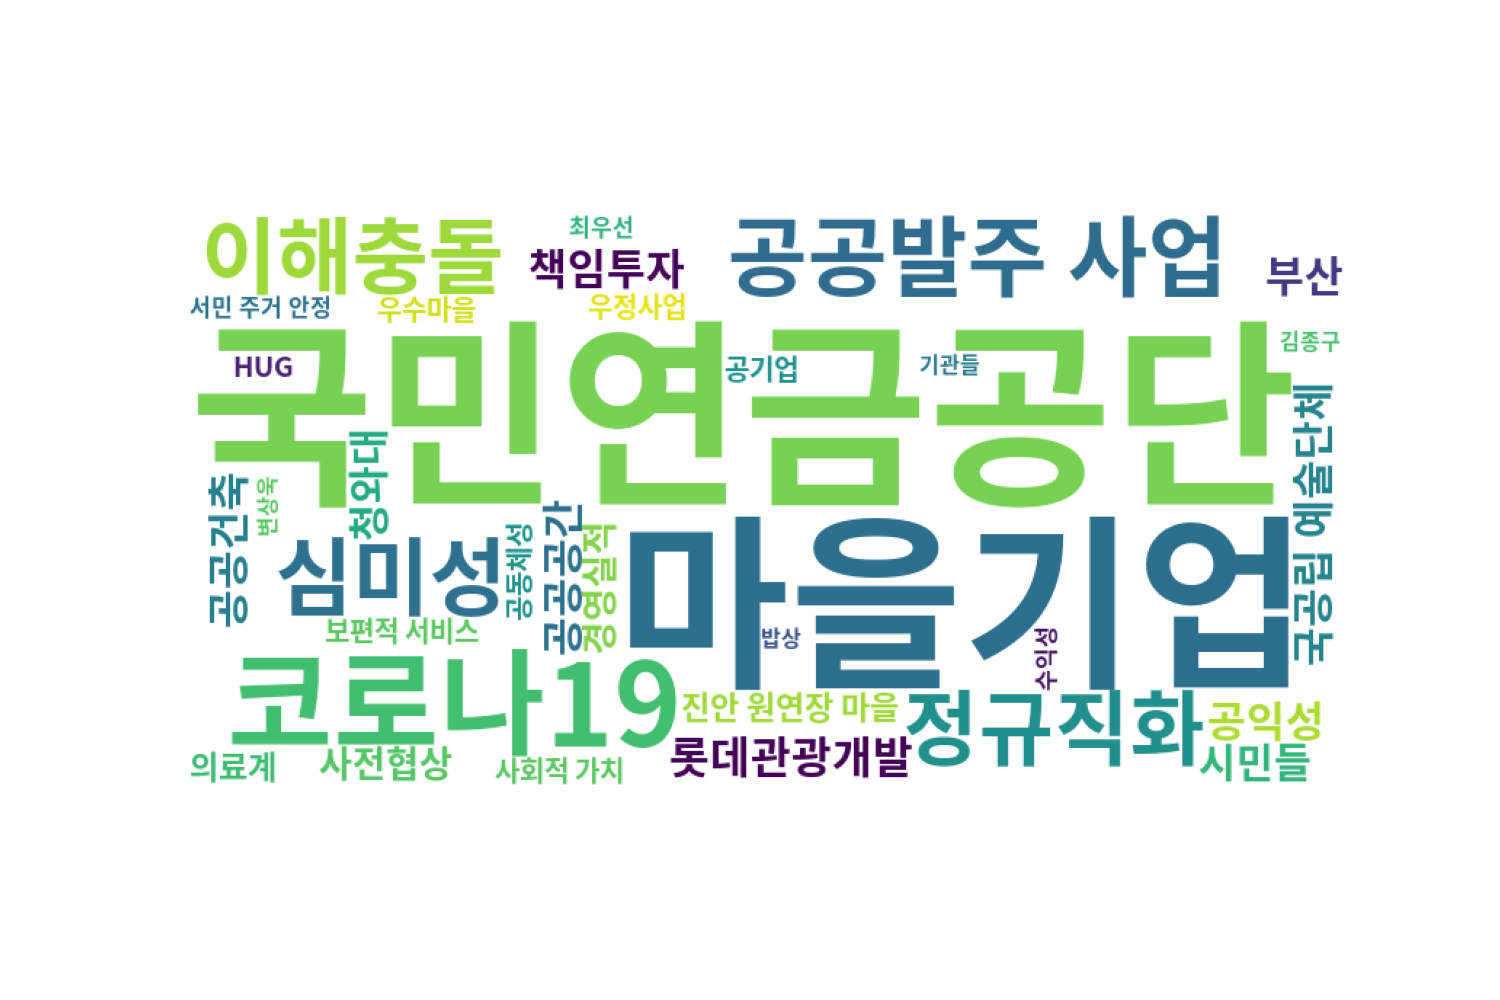 이해충돌
최우선
책임투자
공공발주 사업
부산
서민 주거 안정
우수마을
우정사업
국민연금공단
HUG
공기업
기관들
김종구
청와대
국공립 예술단체
공공건축
변상욱
심미성
공동체성
공공공간
경영실적
마을기업
밥상
수익성
보편적 서비스
코로나19
진안 원연장 마을
정규직화
공익성
의료계
사전협상
사회적 가치
롯데관광개발
시민들